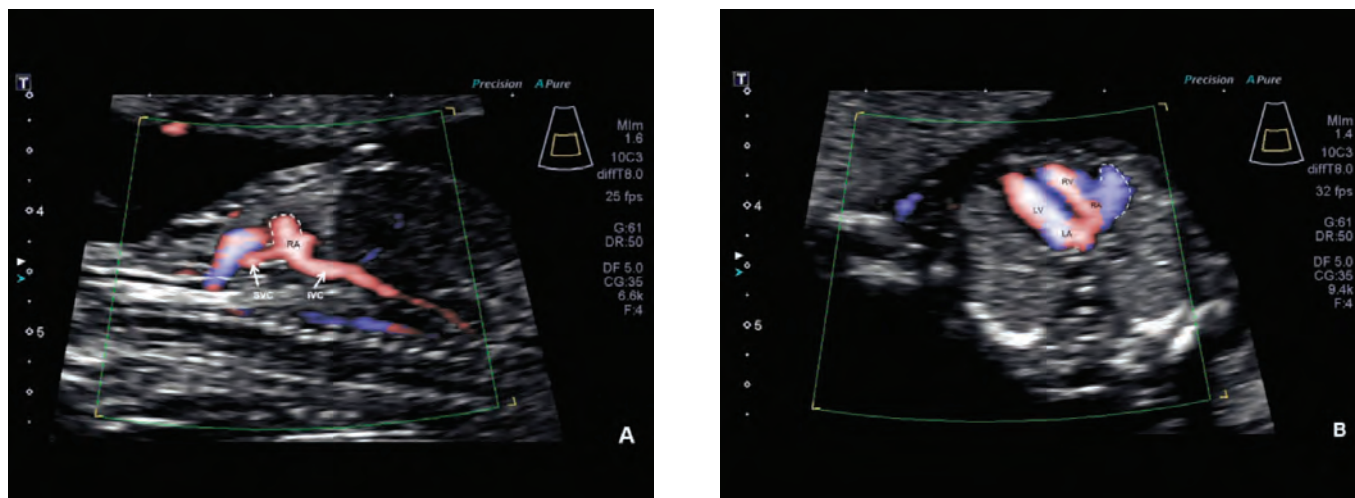 T
Precision A Pure
MIm
1.6
10C3
diffT8.0
25 fps
G:61
DR:50
DF 5.0
CG:35
6.6k
F:4
4
5
RA
SVC
IVC
A
T
Precision A Pure
MIm
1.4
10C3
diffT8.0
32 fps
G:61
DR:50
DF 5.0
CG:35
9.4k
F:4
4
5
RV
LV
RA
LA
B